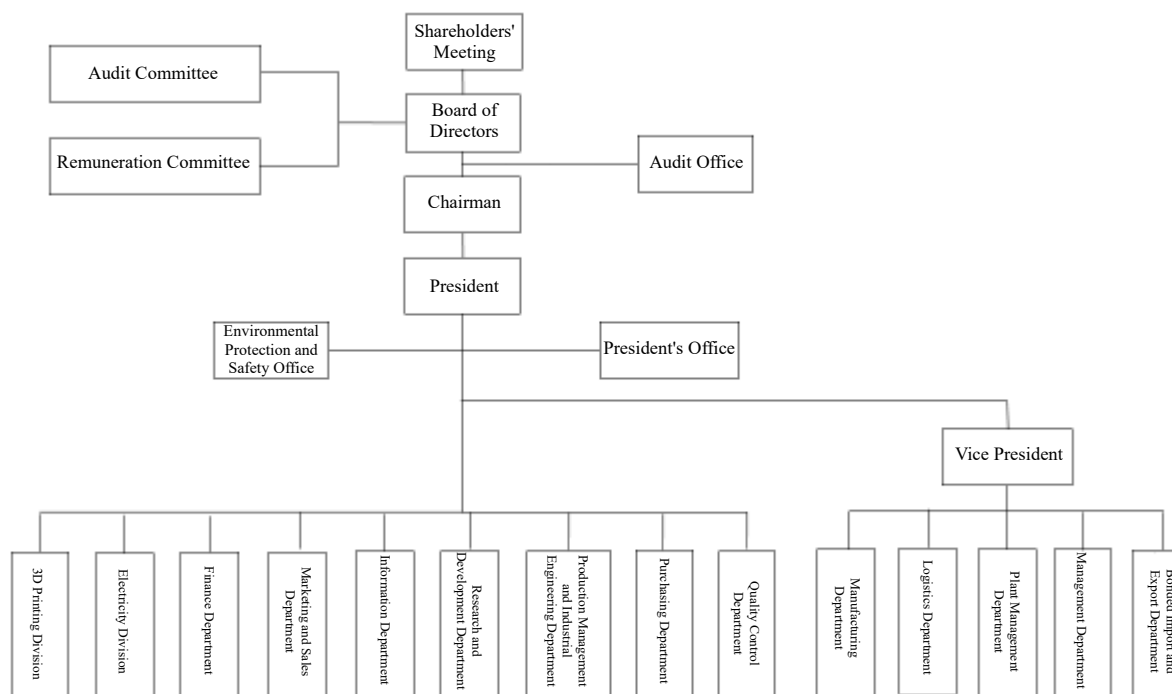 Shareholders'
Meeting
Audit Committee
Board of
Directors
Remuneration Committee
Audit Office
Chairman
President
Environmental
Protection and
Safety Office
President's Office
Vice President
3D Printing Division
Electricity Division
Finance Department
Marketing and Sales
Department
Information Department
Research and
Development Department
Production Management
and Industrial
Engineering Department
Purchasing Department
Quality Control
Department
Manufacturing
Department
Logistics Department
Plant Management
Department
Management Department
Bonded Import and
Export Department